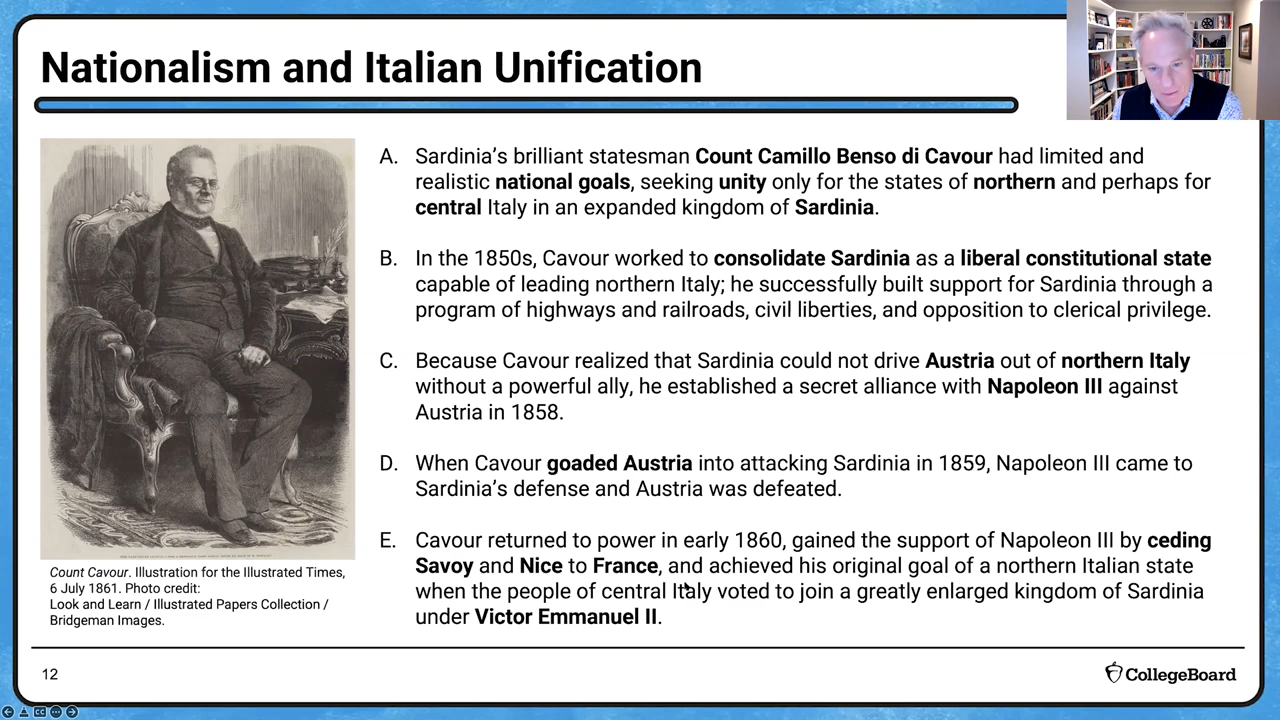 Nationalism and Italian Unification
A. Sardinia’s brilliant statesman Count Camillo Benso di Cavour had limited and
realistic national goals, seeking unity only for the states of northern and perhaps for
central Italy in an expanded kingdom of Sardinia.
B. In the 1850s, Cavour worked to consolidate Sardinia as a liberal constitutional state
capable of leading northern Italy; he successfully built support for Sardinia through a
program of highways and railroads, civil liberties, and opposition to clerical privilege.
C. Because Cavour realized that Sardinia could not drive Austria out of northern Italy
without a powerful ally, he established a secret alliance with Napoleon III against
Austria in 1858.
D. When Cavour goaded Austria into attacking Sardinia in 1859, Napoleon III came to
Sardinia’s defense and Austria was defeated.
E. Cavour returned to power in early 1860, gained the support of Napoleon III by ceding
Savoy and Nice to France, and achieved his original goal of a northern Italian state
when the people of central Italy voted to join a greatly enlarged kingdom of Sardinia
under Victor Emmanuel II.
Count Cavour. Illustration for the Illustrated Times,
6 July 1861. Photo credit:
Look and Learn / Illustrated Papers Collection /
Bridgeman Images.
12
CollegeBoard
CC